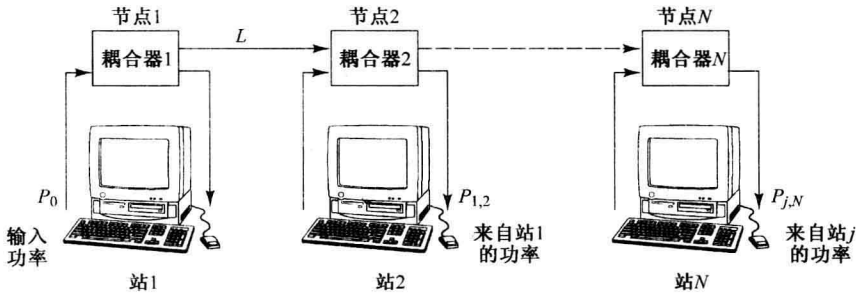 节点1
节点2
节点N
耦合器1
L
耦合器2
耦合器N
P0
P1,2
Pj,N
输入
功率
来自站1
的功率
来自站j
的功率
站1
站2
站N